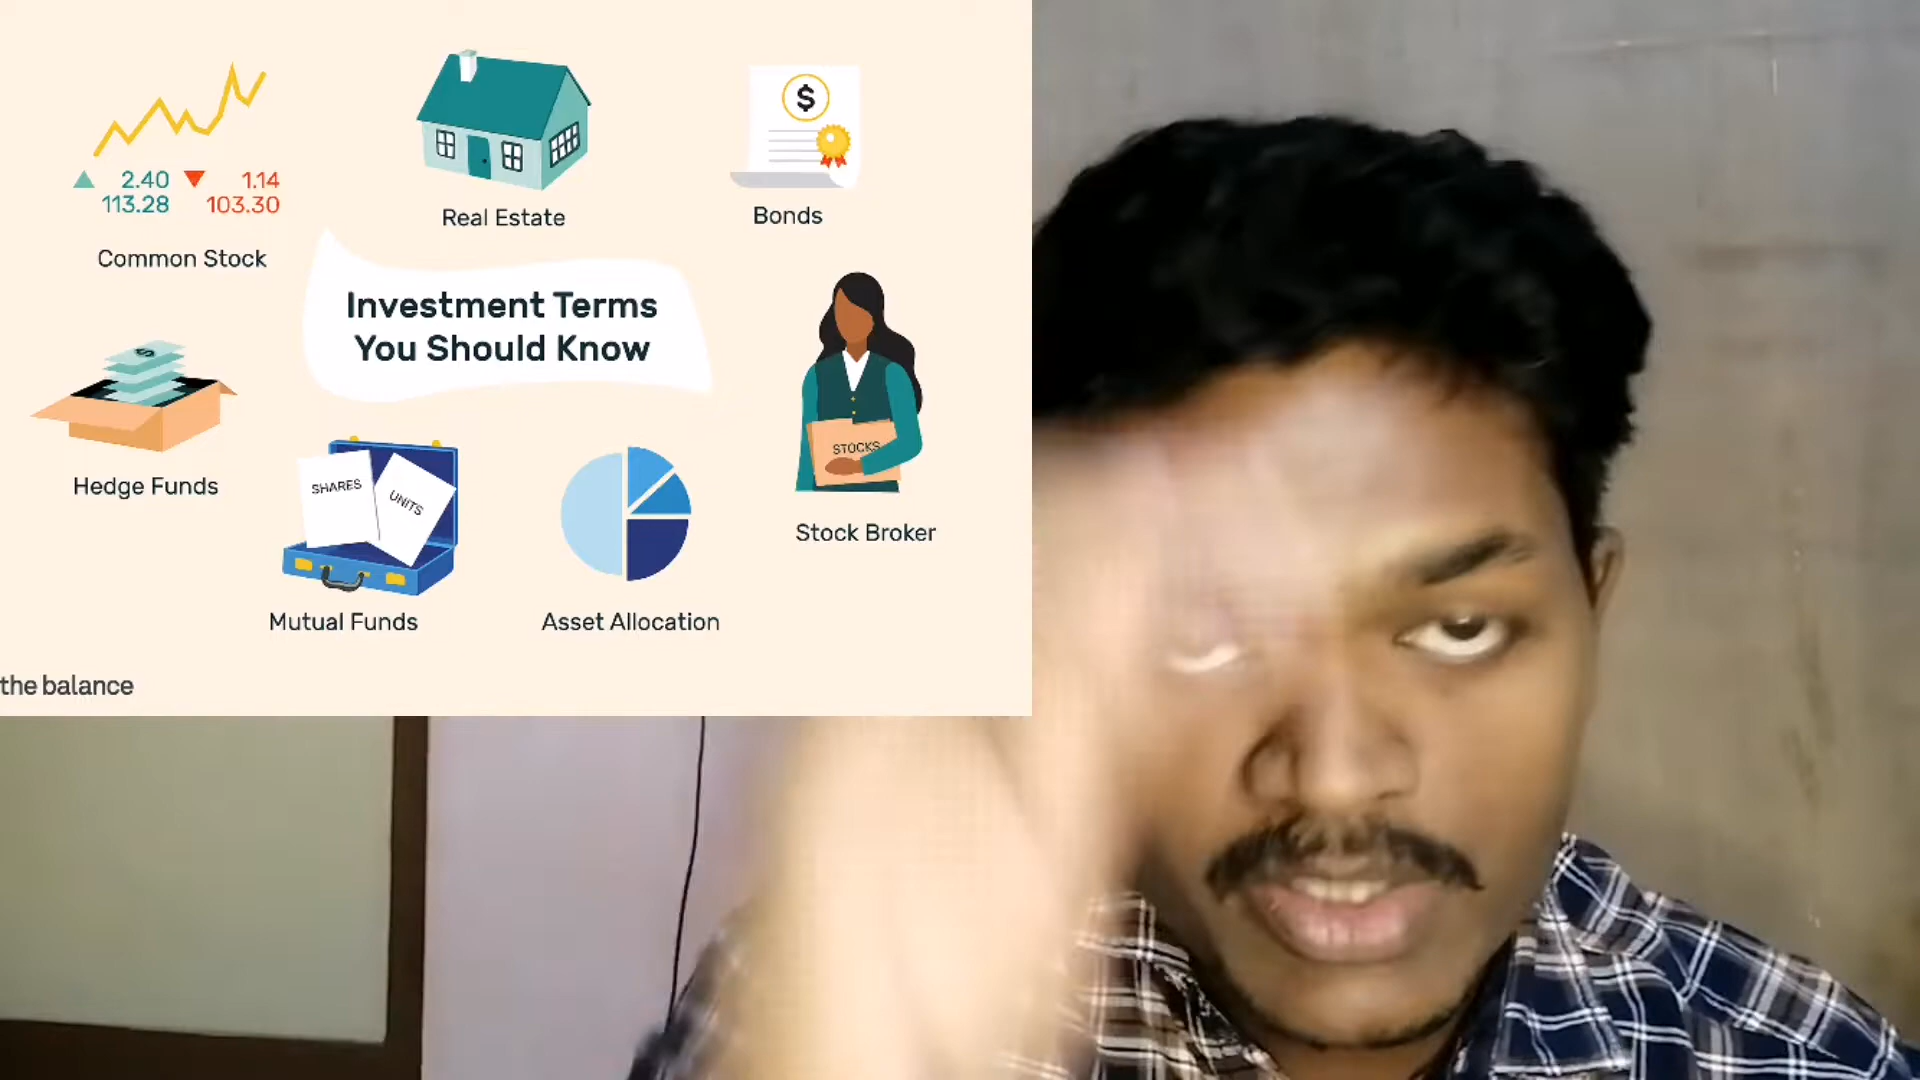 2.40 1.14
113.28 103.30
Common Stock
Real Estate
$
Bonds
Investment Terms
You Should Know
$
Hedge Funds
SHARES
UNITS
Mutual Funds
Asset Allocation
STOCKS
Stock Broker
the balance